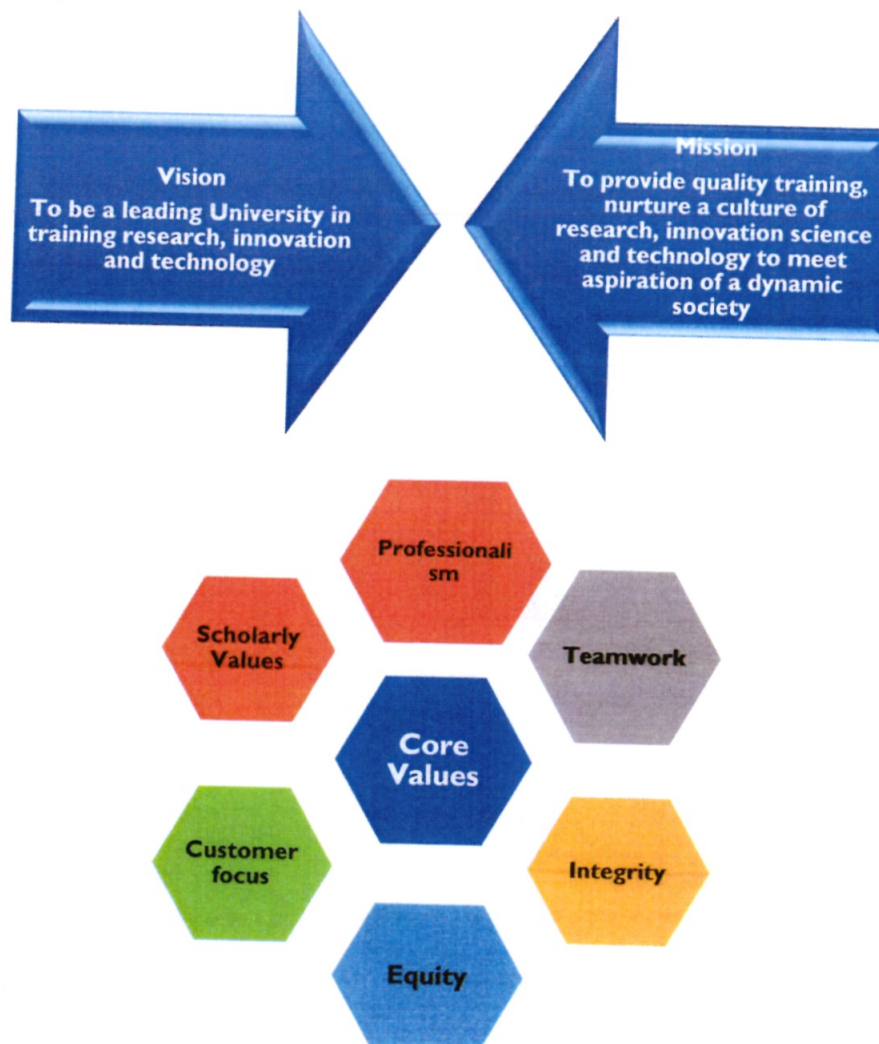 Vision
To be a leading University in
training research, innovation
and technology
Mission
To provide quality training,
nurture a culture of
research, innovation science
and technology to meet
aspiration of a dynamic
society
Professionali
sm
Scholarly
Values
Teamwork
Core
Values
Customer
focus
Integrity
Equity